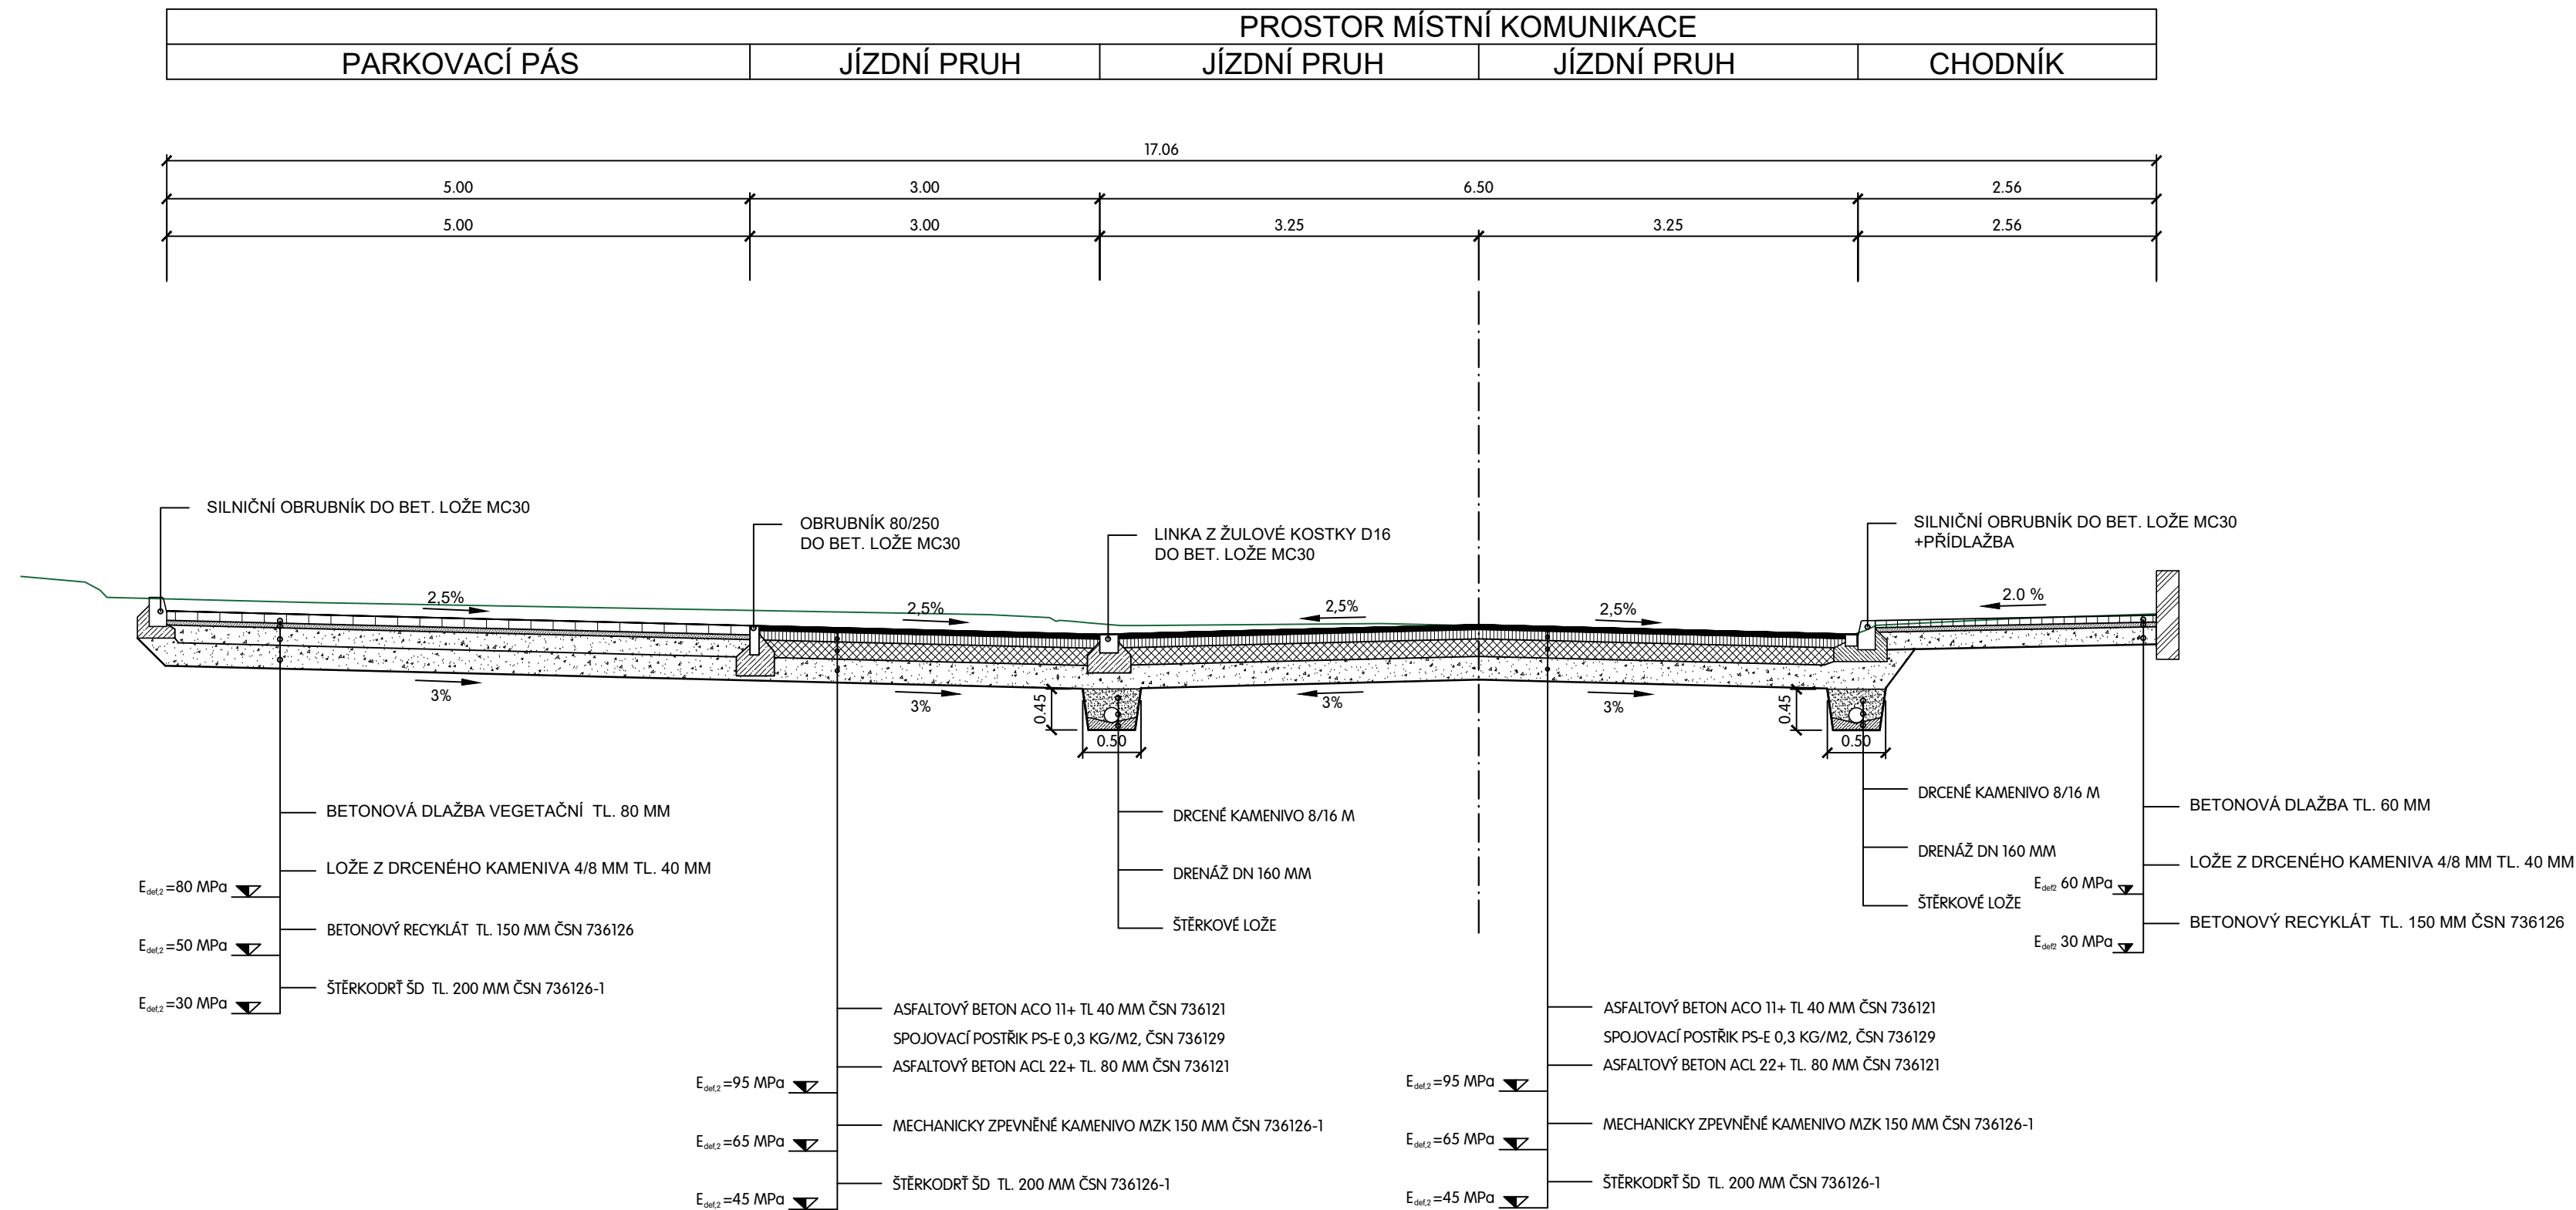 PROSTOR MÍSTNÍ KOMUNIKACE
PARKOVACÍ PÁS
JÍZDNÍ PRUH
JÍZDNÍ PRUH
JÍZDNÍ PRUH
CHODNÍK
17.06
5.00
3.00
6.50
2.56
5.00
3.00
3.25
3.25
2.56
SILNIČNÍ OBRUBNÍK DO BET. LOŽE MC30
OBRUBNÍK 80/250
DO BET. LOŽE MC30
LINKA Z ŽULOVÉ KOSTKY D16
DO BET. LOŽE MC30
SILNIČNÍ OBRUBNÍK DO BET. LOŽE MC30
+PŘÍDLAŽBA
2,5%
2,5%
2,5%
2,5%
2.0 %
3%
3%
3%
3%
0.45
0.50
0.45
0.50
BETONOVÁ DLAŽBA VEGETAČNÍ TL. 80 MM
LOŽE Z DRCENÉHO KAMENIVA 4/8 MM TL. 40 MM
Edef,2 =80 MPa
BETONOVÝ RECYKLÁT TL. 150 MM ČSN 736126
Edef,2 =50 MPa
ŠTĚRKODRŤ ŠD TL. 200 MM ČSN 736126-1
Edef,2 =30 MPa
DRCENÉ KAMENIVO 8/16 M
DRENÁŽ DN 160 MM
ŠTĚRKOVÉ LOŽE
DRCENÉ KAMENIVO 8/16 M
DRENÁŽ DN 160 MM
ŠTĚRKOVÉ LOŽE
BETONOVÁ DLAŽBA TL. 60 MM
LOŽE Z DRCENÉHO KAMENIVA 4/8 MM TL. 40 MM
Edef2 60 MPa
BETONOVÝ RECYKLÁT TL. 150 MM ČSN 736126
Edef2 30 MPa
ASFALTOVÝ BETON ACO 11+ TL 40 MM ČSN 736121
SPOJOVACÍ POSTŘIK PS-E 0,3 KG/M2, ČSN 736129
ASFALTOVÝ BETON ACL 22+ TL. 80 MM ČSN 736121
Edef,2 =95 MPa
MECHANICKY ZPEVNĚNÉ KAMENIVO MZK 150 MM ČSN 736126-1
Edef,2 =65 MPa
ŠTĚRKODRŤ ŠD TL. 200 MM ČSN 736126-1
Edef,2 =45 MPa
ASFALTOVÝ BETON ACO 11+ TL 40 MM ČSN 736121
SPOJOVACÍ POSTŘIK PS-E 0,3 KG/M2, ČSN 736129
ASFALTOVÝ BETON ACL 22+ TL. 80 MM ČSN 736121
Edef,2 =95 MPa
MECHANICKY ZPEVNĚNÉ KAMENIVO MZK 150 MM ČSN 736126-1
Edef,2 =65 MPa
ŠTĚRKODRŤ ŠD TL. 200 MM ČSN 736126-1
Edef,2 =45 MPa